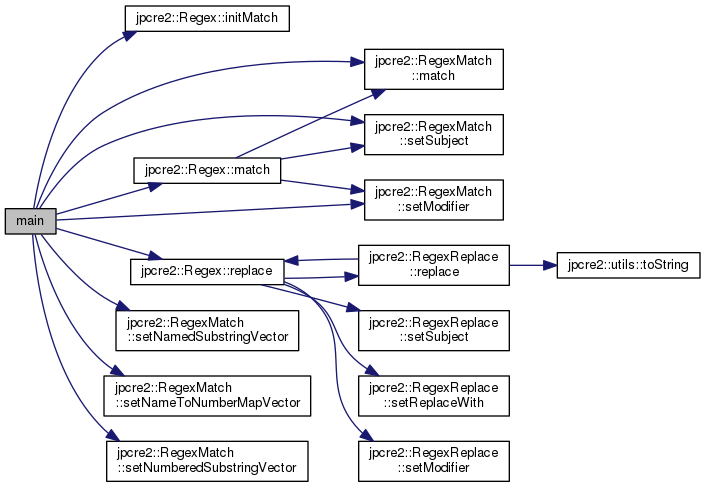 jpcre2::Regex::initMatch
jpcre2::RegexMatch
::match
jpcre2::RegexMatch
::setSubject
jpcre2::Regex::match
jpcre2::RegexMatch
::setModifier
main
jpcre2::Regex::replace
jpcre2::RegexReplace
::replace
jpcre2::utils::toString
jpcre2::RegexMatch
::setNamedSubstringVector
jpcre2::RegexReplace
::setSubject
jpcre2::RegexMatch
::setNameToNumberMapVector
jpcre2::RegexReplace
::setReplaceWith
jpcre2::RegexMatch
::setNumberedSubstringVector
jpcre2::RegexReplace
::setModifier